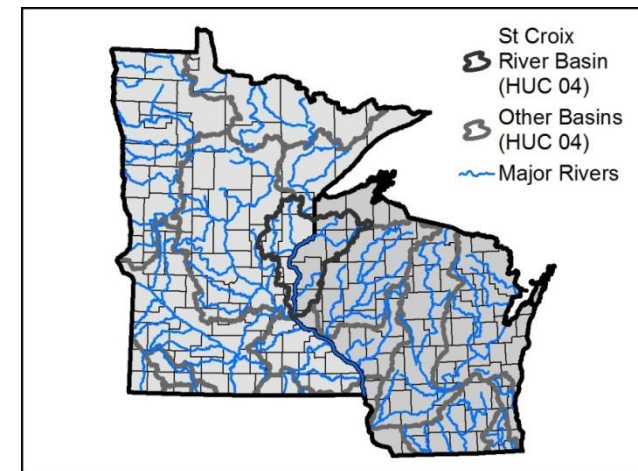 St Croix
River Basin
(HUC 04)
Other Basins
(HUC 04)
Major Rivers